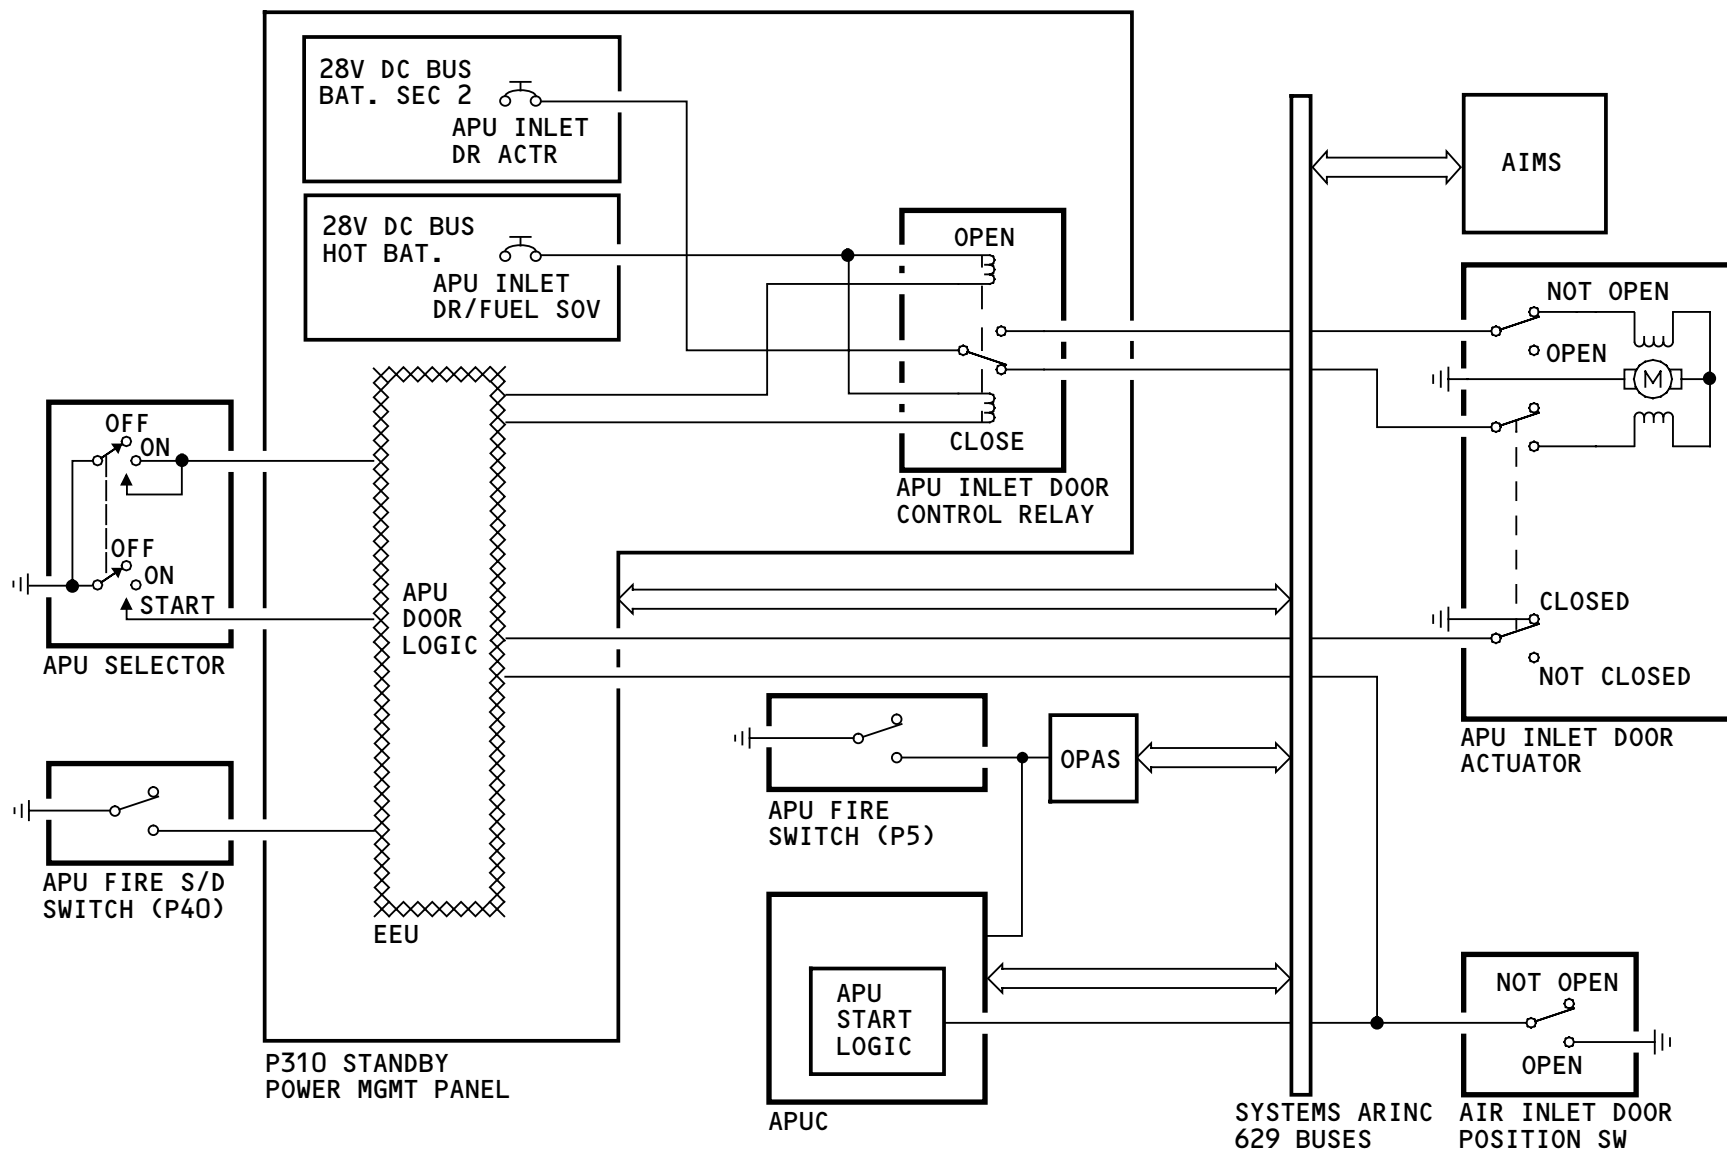 28V DC BUS
BAT. SEC 2
APU INLET
DR ACTR
28V DC BUS
HOT BAT.
APU INLET
DR/FUEL SOV
OPEN
CLOSE
APU INLET DOOR
CONTROL RELAY
AIMS
NOT OPEN
OPEN
M
CLOSED
NOT CLOSED
APU INLET DOOR
ACTUATOR
OFF
ON
OFF
ON
START
APU SELECTOR
APU
DOOR
LOGIC
EEU
APU FIRE S/D
SWITCH (P40)
P310 STANDBY
POWER MGMT PANEL
APU FIRE
SWITCH (P5)
OPAS
APU
START
LOGIC
APUC
SYSTEMS ARINC
629 BUSES
NOT OPEN
OPEN
AIR INLET DOOR
POSITION SW